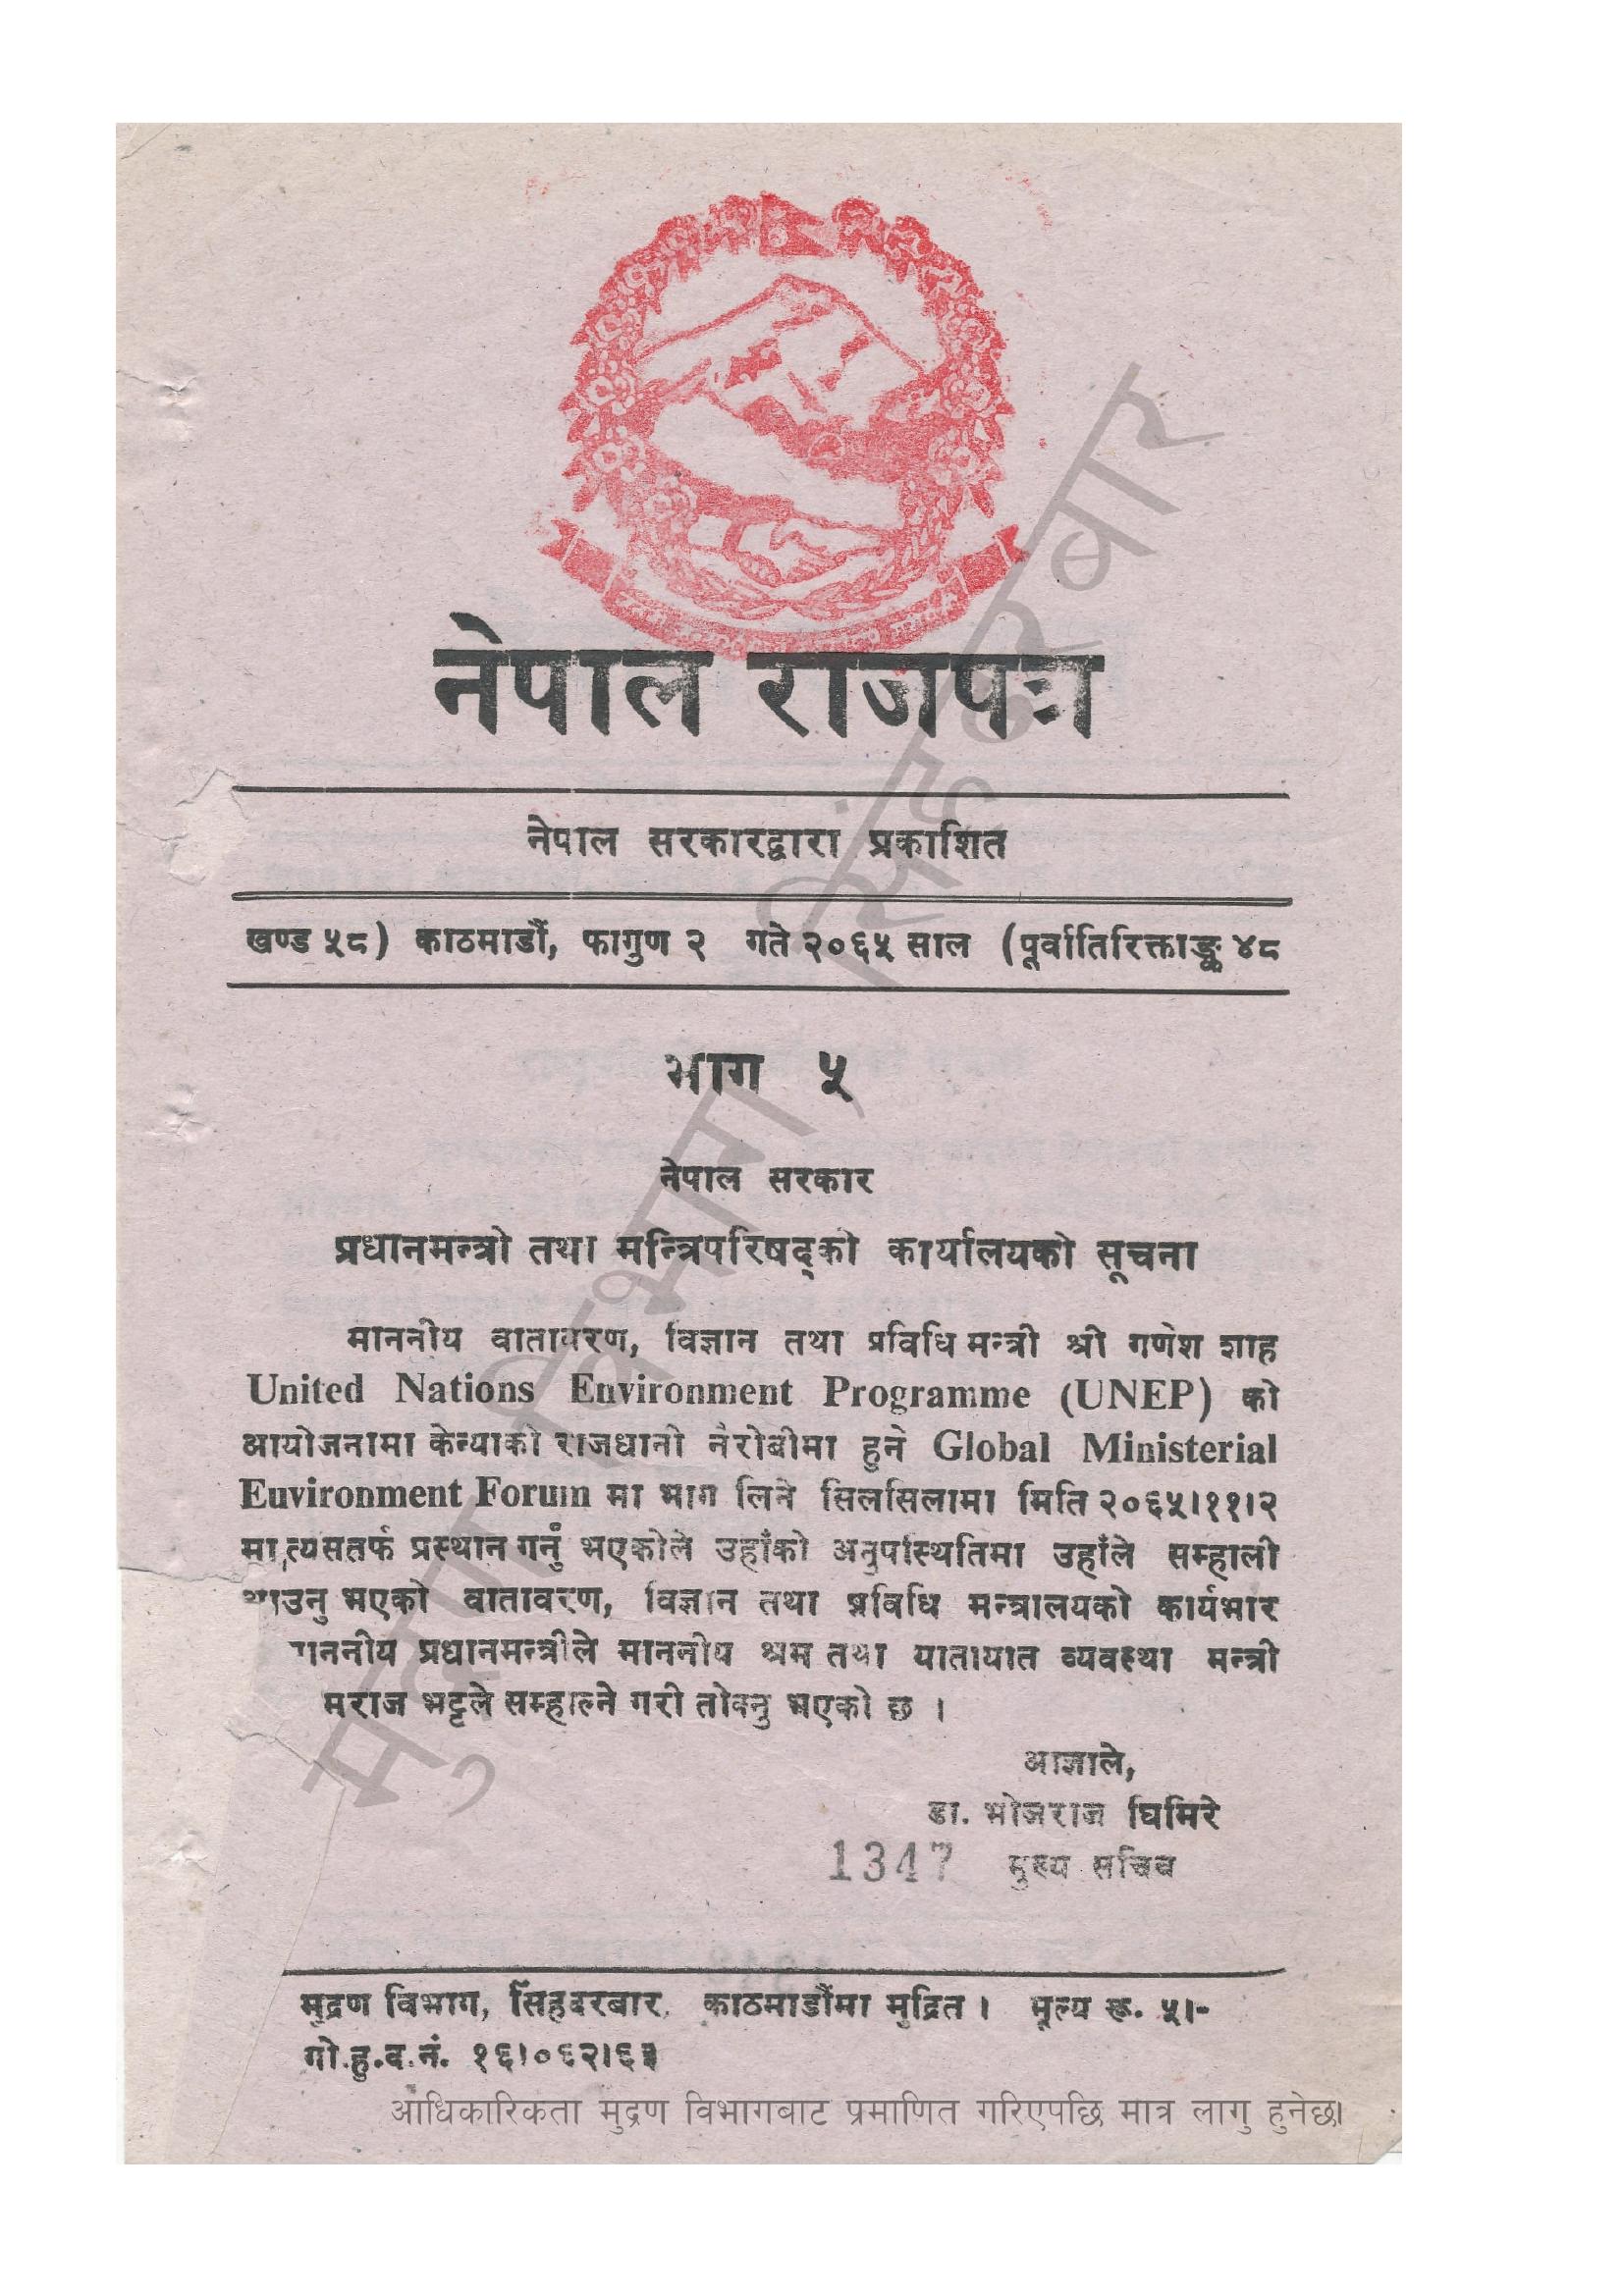 नेपाल राजपत्र
नेपाल सरकारद्वारा प्रकाशित
खण्ड ५८) काठमाडौं, फागुण २ गते २०६५ साल (पूर्वातिरिक्ताङ्क ४८
भाग ५
नेपाल सरकार
प्रधानमन्त्री तथा मन्त्रिपरिषद्को कार्यालयको सूचना
माननीय वातावरण, विज्ञान तथा प्रविधि मन्त्री श्री गणेश शाह
United Nations Environment Programme (UNEP) को
आयोजनामा केन्याको राजधानी नैरोबीमा हुने Global Ministerial
Euvironment Forum मा भाग लिने सिलसिलामा मिति २०६५।११।२
मा त्यसतर्फ प्रस्थान गर्नु भएकोले उहाँको अनुपस्थितिमा उहाँले सम्हाली
आउनु भएको वातावरण, विज्ञान तथा प्रविधि मन्त्रालयको कार्यभार
प्रधानमन्त्रीले माननीय श्रम तथा यातायात व्यवस्था मन्त्री
भट्टले सम्हाल्ने गरी तोक्नु भएको छ ।
आज्ञाले,
डा. भोजराज घिमिरे
1347 मुख्य सचिव
मुद्रण विभाग, सिंहदरबार, काठमाडौंमा मुद्रित । मूल्य रू. ५।-
गो.हु.द.नं. १६।०६२।६३
आधिकारिकता मुद्रण विभागबाट प्रमाणित गरिएपछि मात्र लागु हुनेछ।
मुद्रण विभाग, सिंहदरबार